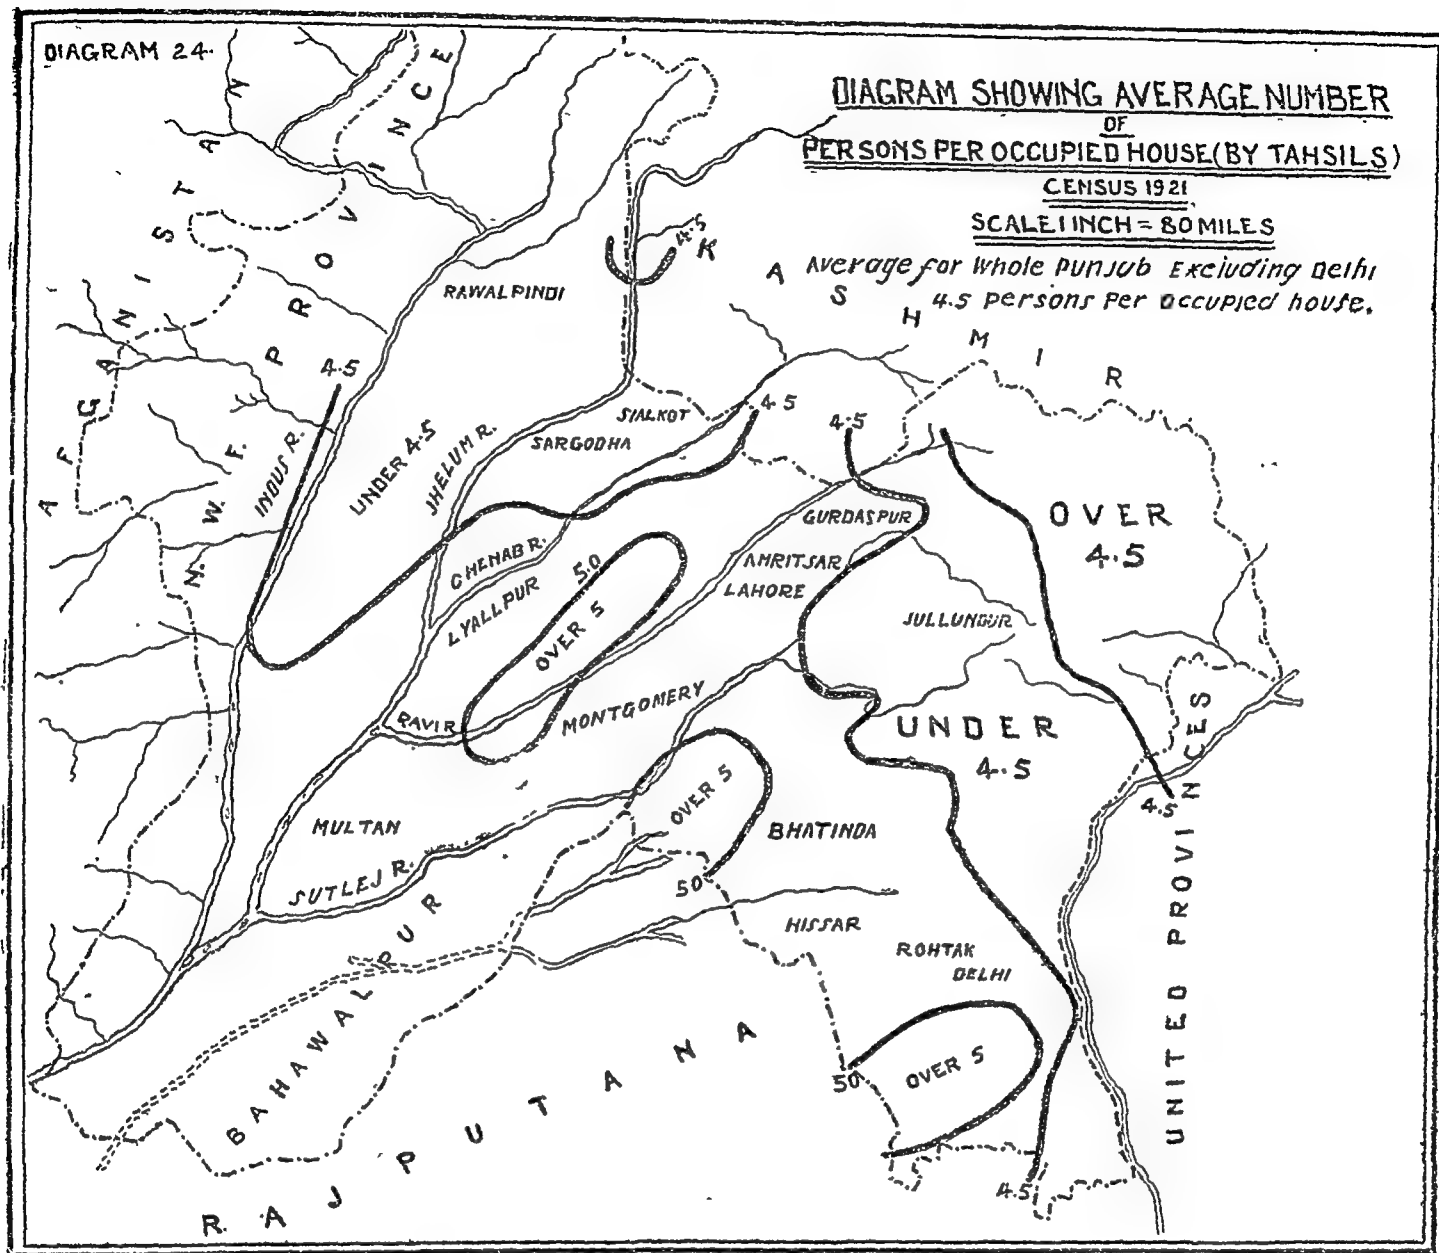 DIAGRAM 24.
DIAGRAM SHOWING AVERAGE NUMBER
OF
PERSONS PER OCCUPIED HOUSE (BY TAHSILS)
CENSUS 1921.
SCALE 1 INCH = 80 MILES
Average for Whole Punjab Excluding Delhi
4.5 Persons Per Occupied house.
AFGANISTAN
N. W. F. PROVINCE
KASHMIR
4.5
RAWALPINDI
4.5
INDUS R.
UNDER 4.5
JHELUM R.
SARGODHA
SIALKOT
4.5
4.5
OVER
4.5
GURDASPUR
AMRITSAR
LAHORE
CHENAB R.
LYALLPUR
5.0
OVER 5
JULLUNDUR
RAVI R
MONTGOMERY
UNDER
4.5
OVER 5
4.5
MULTAN
BHATINDA
SUTLEJ R.
50
HISSAR
ROHTAK
DELHI
BAHAWALPUR
50
OVER 5
4.5
RAJPUTANA
UNITED PROVINCES